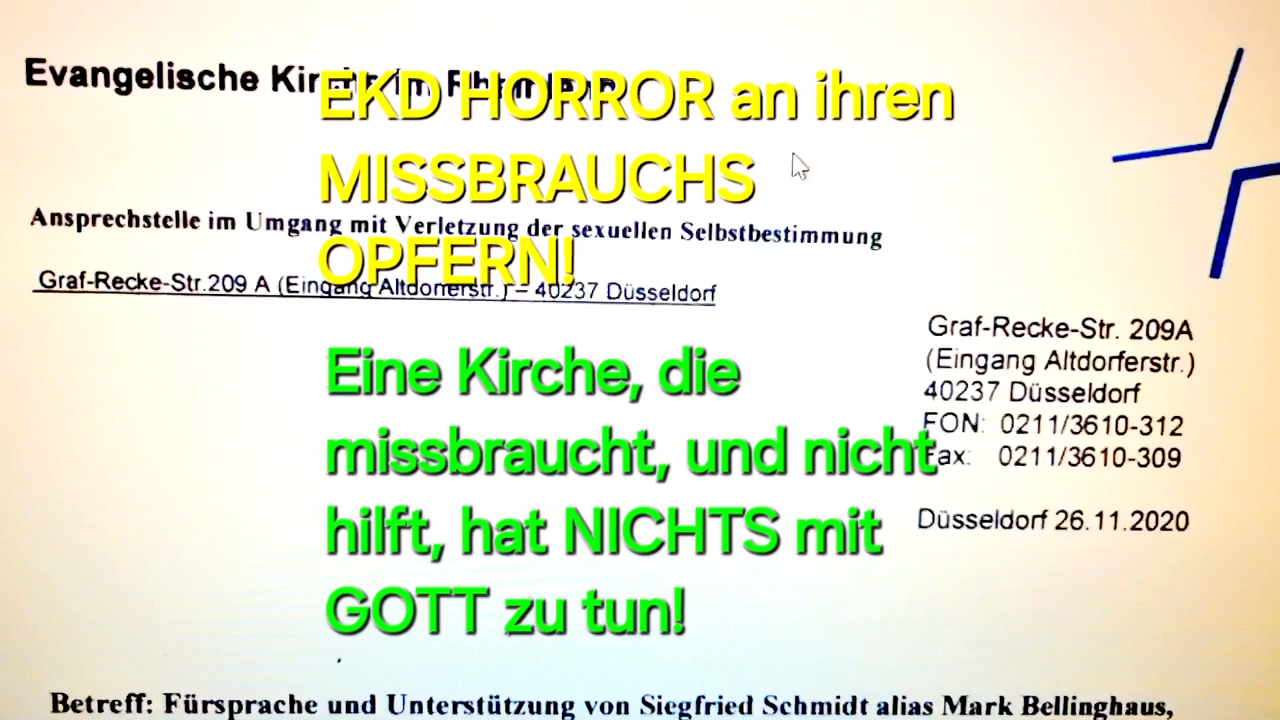 Evangelische Kirche im Rheinland
EKD HORROR an ihren
MISSBRAUCHS
OPFERN!
Ansprechstelle im Umgang mit Verletzung der sexuellen Selbstbestimmung
Graf-Recke-Str.209 A (Eingang Altdorferstr.) – 40237 Düsseldorf
Graf-Recke-Str. 209A
(Eingang Altdorferstr.)
40237 Düsseldorf
FON: 0211/3610-312
Fax: 0211/3610-309
Düsseldorf 26.11.2020
Eine Kirche, die
missbraucht, und nicht
hilft, hat NICHTS mit
GOTT zu tun!
Betreff: Fürsprache und Unterstützung von Siegfried Schmidt alias Mark Bellinghaus,